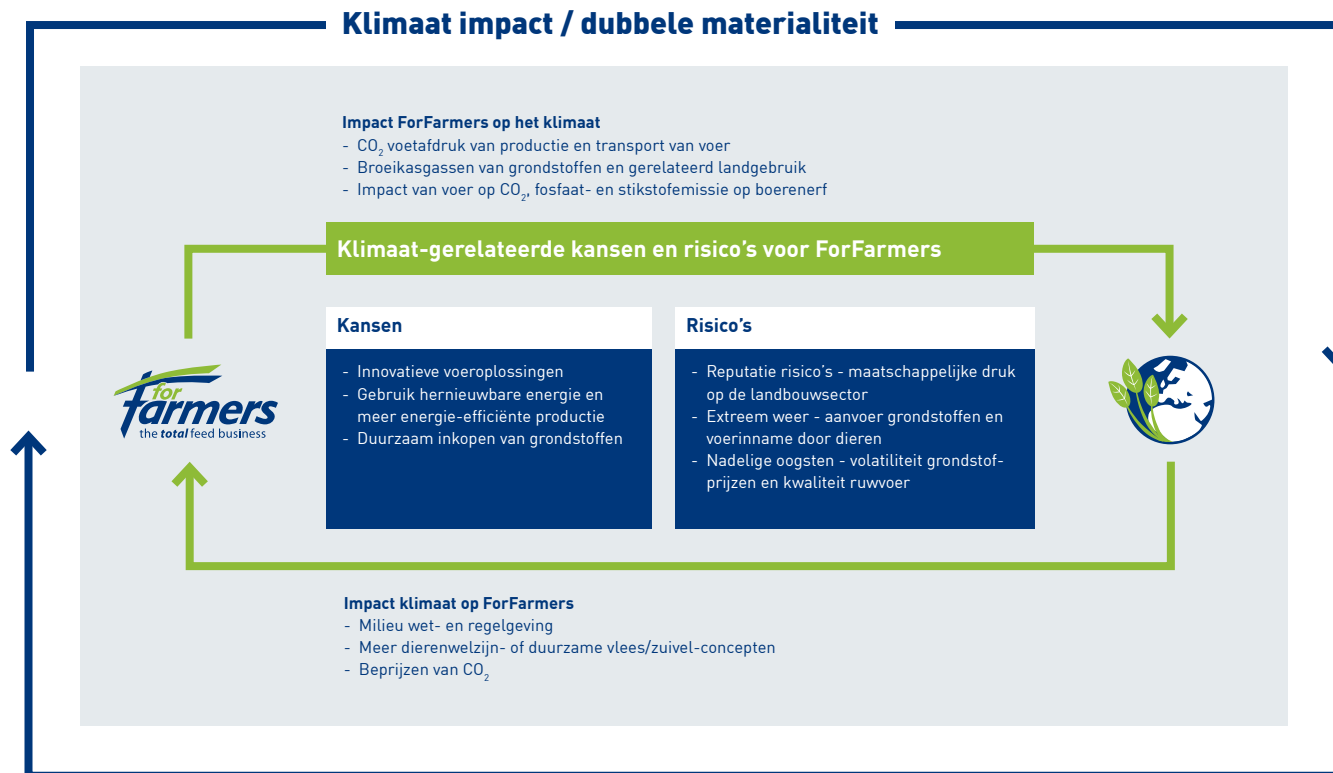 Klimaat impact / dubbele materialiteit
Impact ForFarmers op het klimaat
- CO₂ voetafdruk van productie en transport van voer
- Broeikasgassen van grondstoffen en gerelateerd landgebruik
- Impact van voer op CO₂, fosfaat- en stikstofemissie op boerenerf
Klimaat-gerelateerde kansen en risico's voor ForFarmers
Kansen
- Innovatieve voeroplossingen
- Gebruik hernieuwbare energie en
meer energie-efficiënte productie
- Duurzaam inkopen van grondstoffen
Risico's
- Reputatie risico's - maatschappelijke druk
op de landbouwsector
- Extreem weer - aanvoer grondstoffen en
voerinname door dieren
- Nadelige oogsten - volatiliteit grondstof-
prijzen en kwaliteit ruwvoer
for
farmers
the total feed business
Impact klimaat op ForFarmers
- Milieu wet- en regelgeving
- Meer dierenwelzijn- of duurzame vlees/zuivel-concepten
- Beprijzen van CO₂